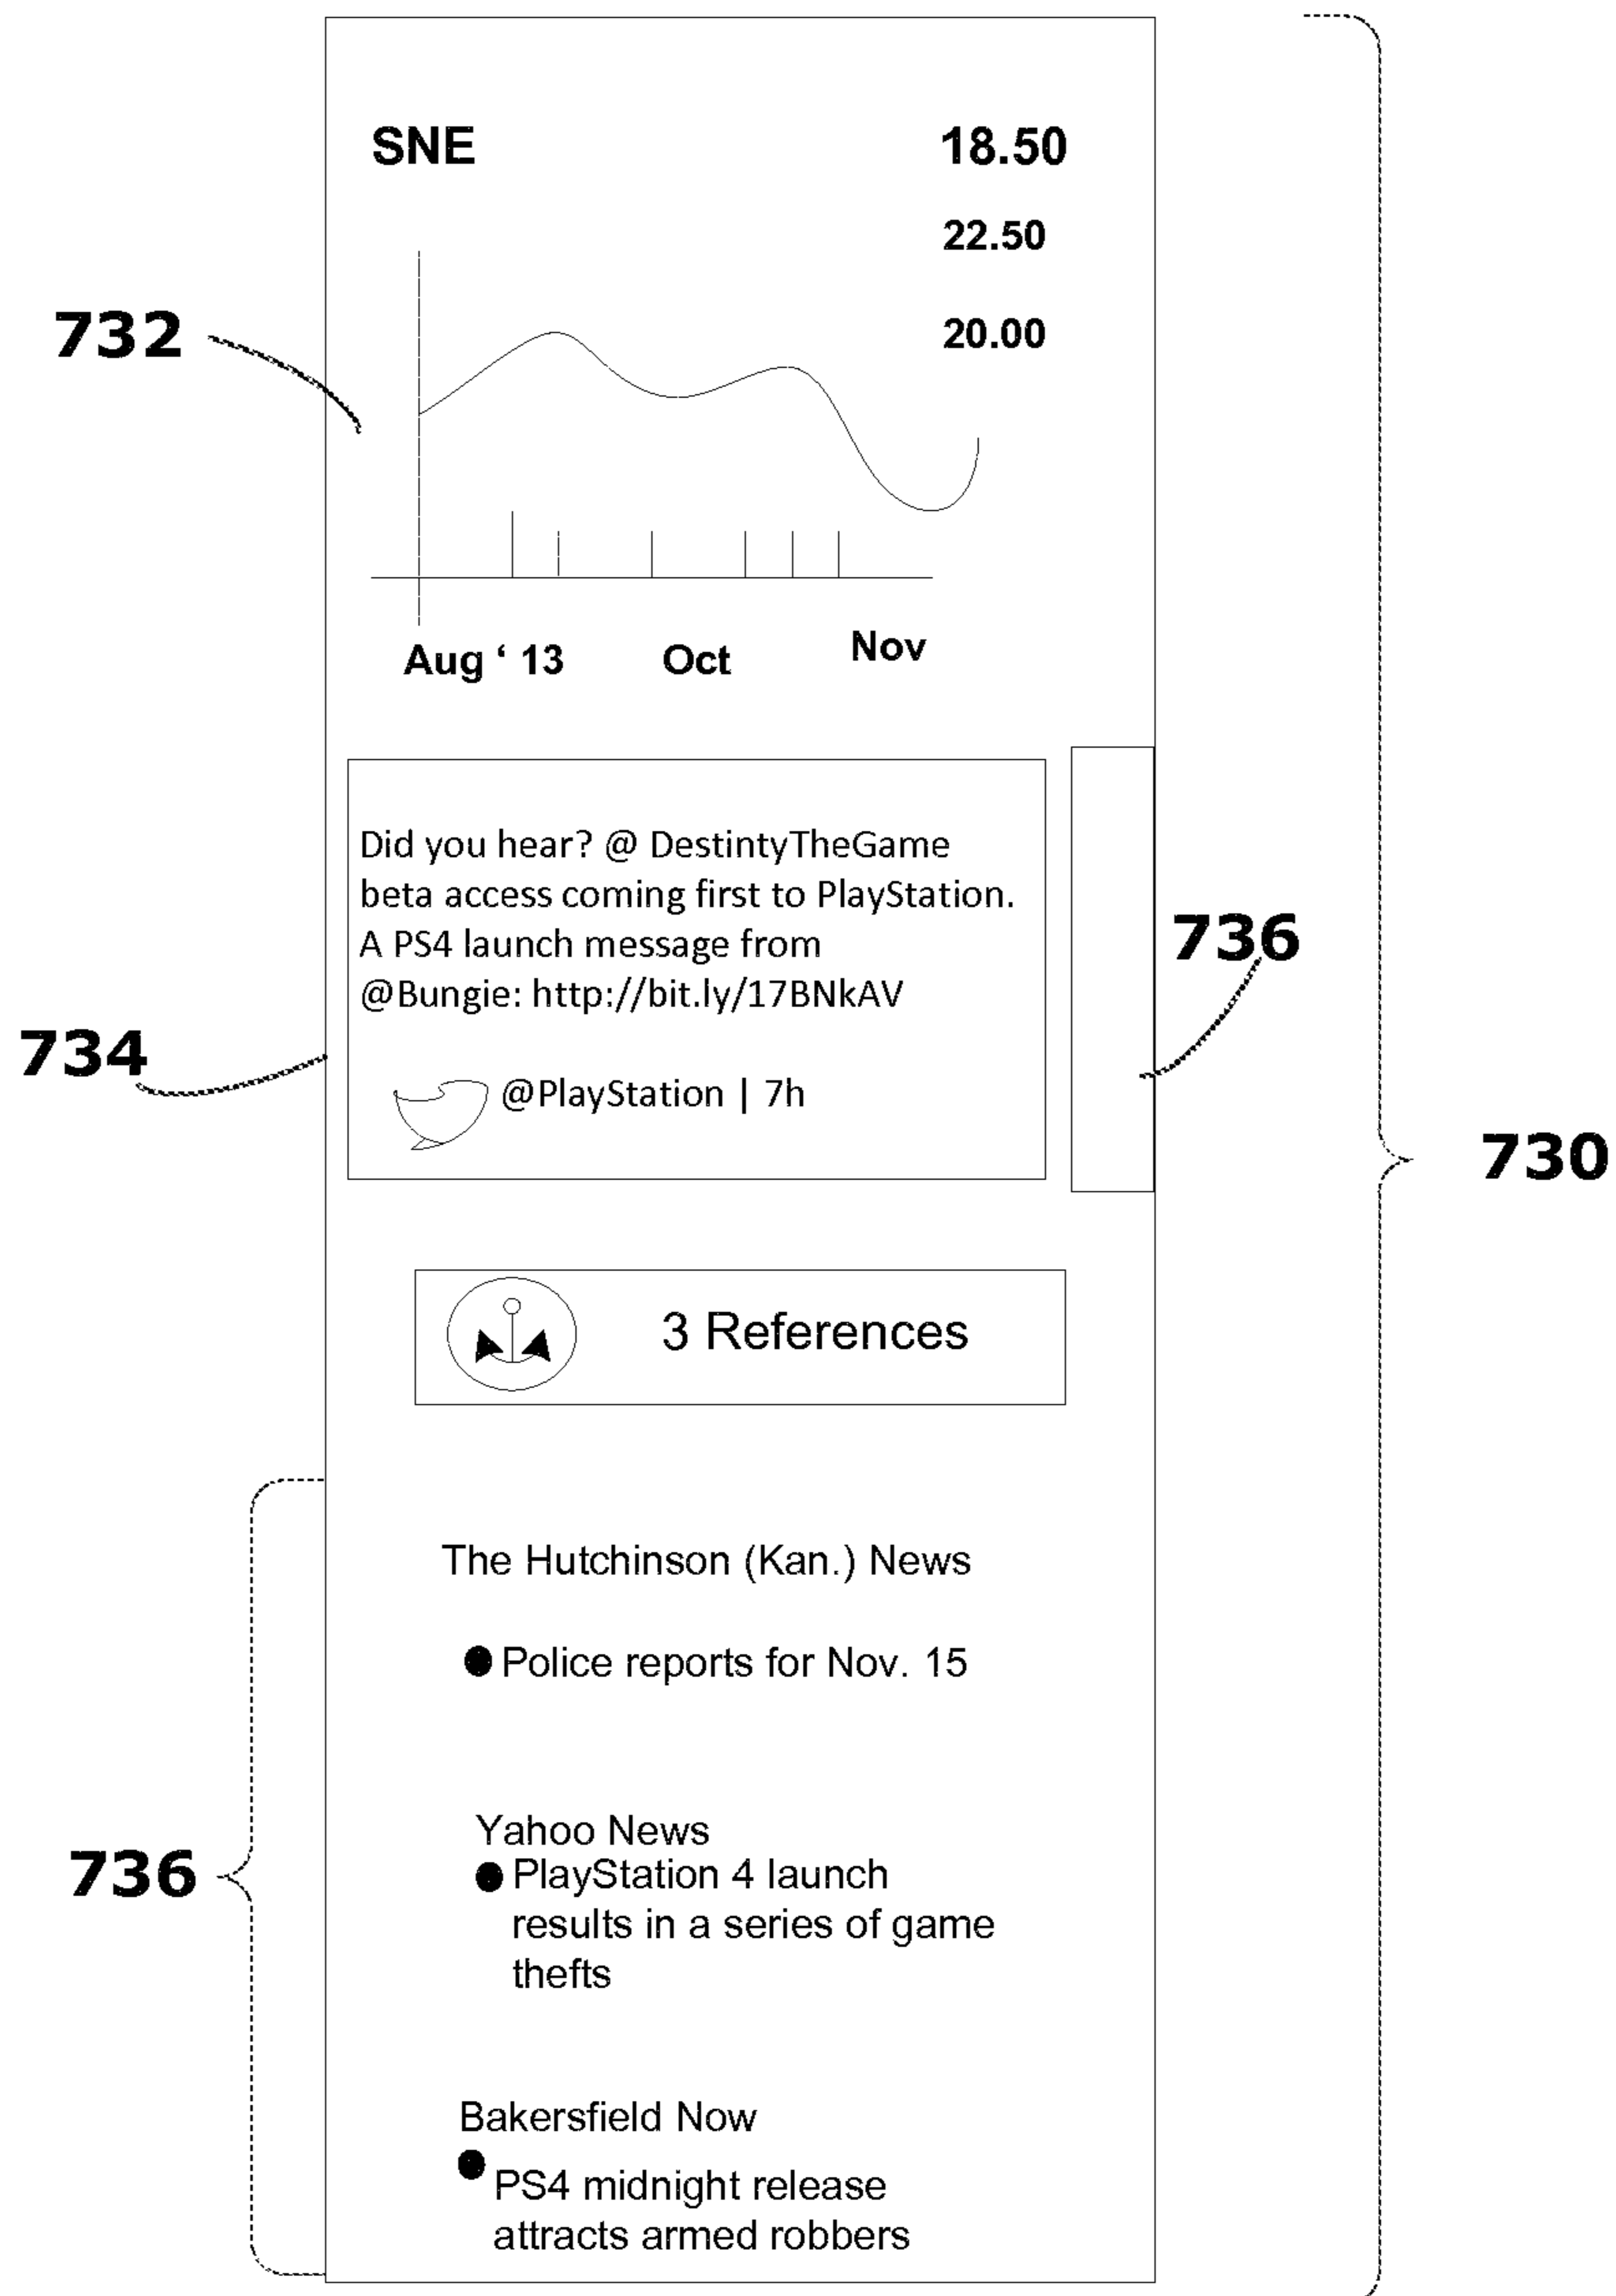 SNE
18.50
22.50
732
20.00
Aug ‘ 13
Oct
Nov
Did you hear? @ DestintyTheGame
beta access coming first to PlayStation.
A PS4 launch message from
@Bungie: http://bit.ly/17BNkAV
736
734
@PlayStation | 7h
730
3 References
The Hutchinson (Kan.) News
● Police reports for Nov. 15
Yahoo News
● PlayStation 4 launch
results in a series of game
thefts
736
Bakersfield Now
● PS4 midnight release
attracts armed robbers